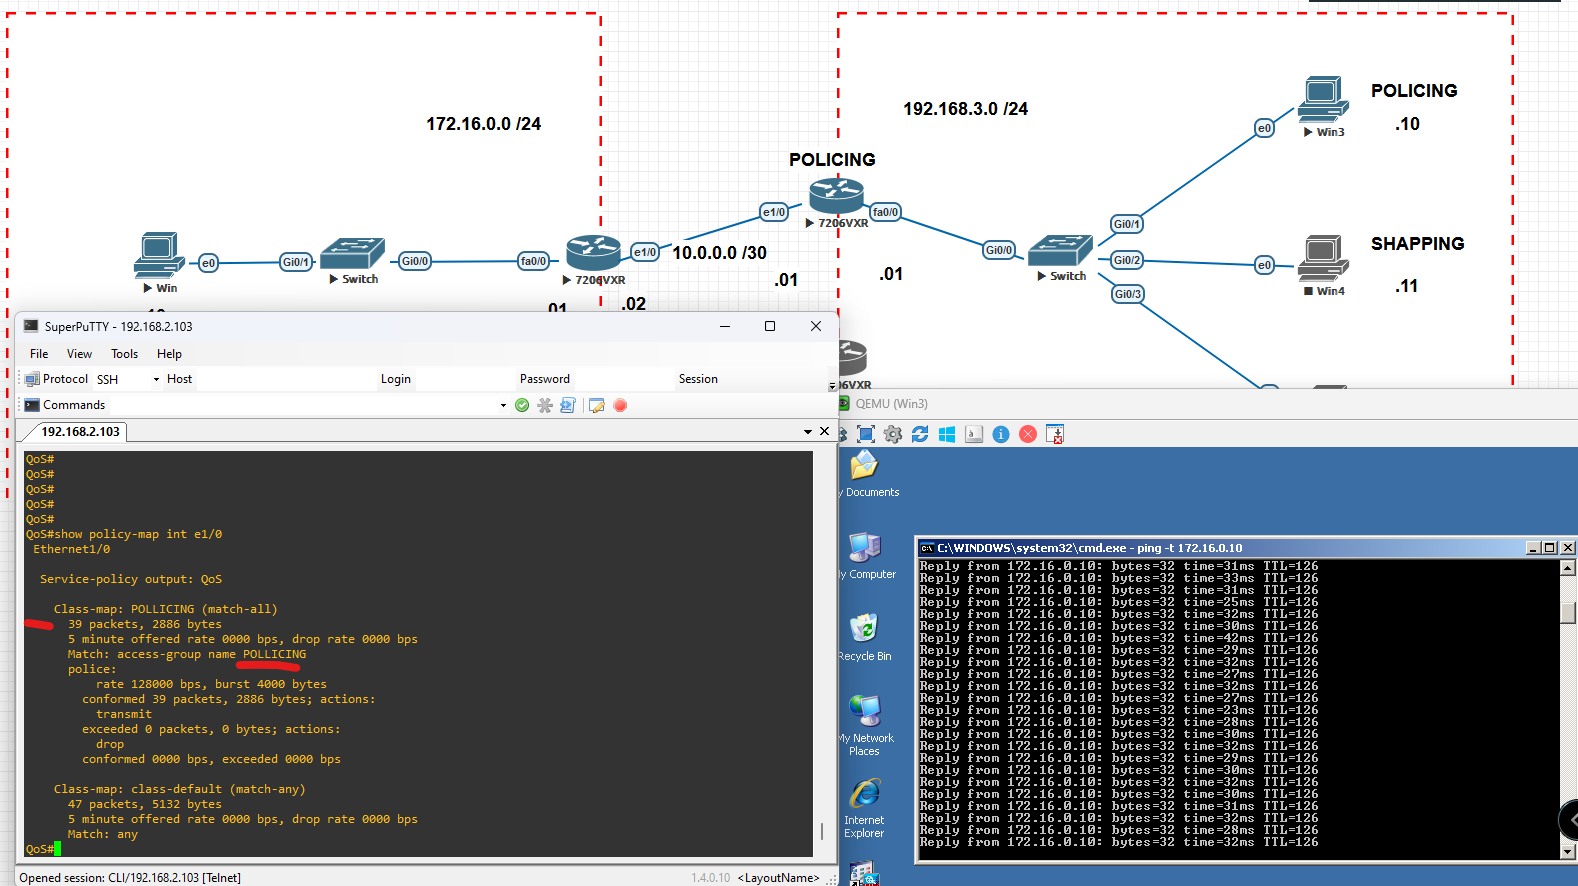 172.16.0.0 /24
192.168.3.0 /24
POLICING
.10
e0
Win3
POLICING
e1/0
fa0/0
7206VXR
Gi0/1
SHAPPING
.11
e0
Win4
Gi0/0
Gi0/2
Switch
Gi0/3
e0
Gi0/1
Gi0/0
fa0/0
e1/0
Win
Switch
7206VXR
10.0.0.0 /30
.01
.01
.02
01
SuperPuTTY - 192.168.2.103
File View Tools Help
Protocol SSH Host Login Password Session
Commands
192.168.2.103
QoS#
QoS#
QoS#
QoS#
QoS#
QoS#show policy-map int e1/0
Ethernet1/0
Service-policy output: QoS
Class-map: POLLICING (match-all)
39 packets, 2886 bytes
5 minute offered rate 0000 bps, drop rate 0000 bps
Match: access-group name POLLICING
police:
rate 128000 bps, burst 4000 bytes
conformed 39 packets, 2886 bytes; actions:
transmit
exceeded 0 packets, 0 bytes; actions:
drop
conformed 0000 bps, exceeded 0000 bps
Class-map: class-default (match-any)
47 packets, 5132 bytes
5 minute offered rate 0000 bps, drop rate 0000 bps
Match: any
QoS#
Opened session: CLI/192.168.2.103 [Telnet]
1.4.0.10 <LayoutName>
06VXR
QEMU (Win3)
y Documents
y Computer
Recycle Bin
My Network
Places
Internet
Explorer
C:\WINDOWS\system32\cmd.exe - ping -t 172.16.0.10
Reply from 172.16.0.10: bytes=32 time=31ms TTL=126
Reply from 172.16.0.10: bytes=32 time=33ms TTL=126
Reply from 172.16.0.10: bytes=32 time=31ms TTL=126
Reply from 172.16.0.10: bytes=32 time=25ms TTL=126
Reply from 172.16.0.10: bytes=32 time=32ms TTL=126
Reply from 172.16.0.10: bytes=32 time=30ms TTL=126
Reply from 172.16.0.10: bytes=32 time=42ms TTL=126
Reply from 172.16.0.10: bytes=32 time=29ms TTL=126
Reply from 172.16.0.10: bytes=32 time=32ms TTL=126
Reply from 172.16.0.10: bytes=32 time=27ms TTL=126
Reply from 172.16.0.10: bytes=32 time=32ms TTL=126
Reply from 172.16.0.10: bytes=32 time=27ms TTL=126
Reply from 172.16.0.10: bytes=32 time=23ms TTL=126
Reply from 172.16.0.10: bytes=32 time=28ms TTL=126
Reply from 172.16.0.10: bytes=32 time=30ms TTL=126
Reply from 172.16.0.10: bytes=32 time=32ms TTL=126
Reply from 172.16.0.10: bytes=32 time=29ms TTL=126
Reply from 172.16.0.10: bytes=32 time=30ms TTL=126
Reply from 172.16.0.10: bytes=32 time=32ms TTL=126
Reply from 172.16.0.10: bytes=32 time=30ms TTL=126
Reply from 172.16.0.10: bytes=32 time=31ms TTL=126
Reply from 172.16.0.10: bytes=32 time=32ms TTL=126
Reply from 172.16.0.10: bytes=32 time=28ms TTL=126
Reply from 172.16.0.10: bytes=32 time=32ms TTL=126